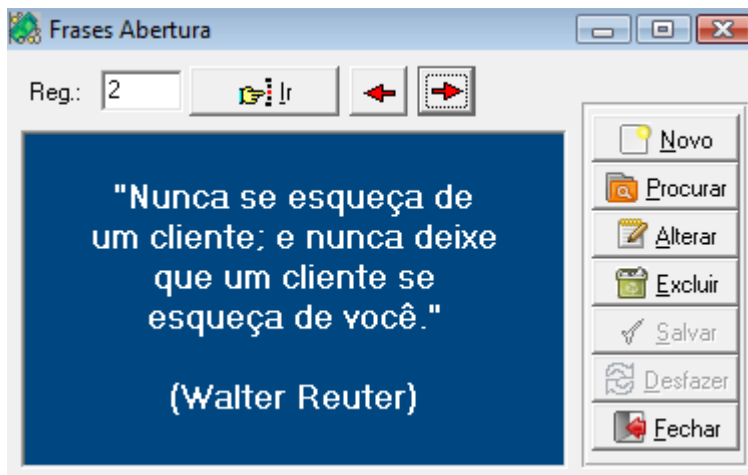 Frases Abertura
Reg.: 2 Ir
Novo
Procurar
Alterar
Excluir
Salvar
Desfazer
Fechar
"Nunca se esqueça de
um cliente; e nunca deixe
que um cliente se
esqueça de você."
(Walter Reuter)